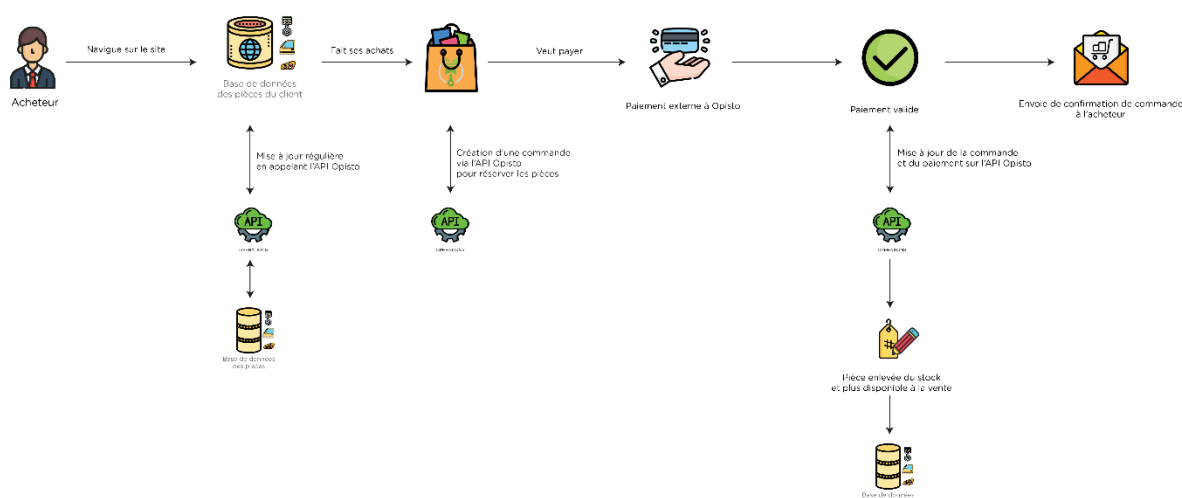 Navigue sur le site
Fait ses achats
Veut payer
Acheteur
Base de données
des pièces du client
Paiement externe à Opisto
Paiement valide
Envoie de confirmation de commande
à l'acheteur
Mise à jour régulière
en appelant l'API Opisto
Création d'une commande
via l'API Opisto
pour réserver les pièces
Mise à jour de la commande
et du paiement sur l'API Opisto
API
API
API
Base de données
des pièces
#
Pièce enlevée du stock
et plus disponible à la vente
Base de données